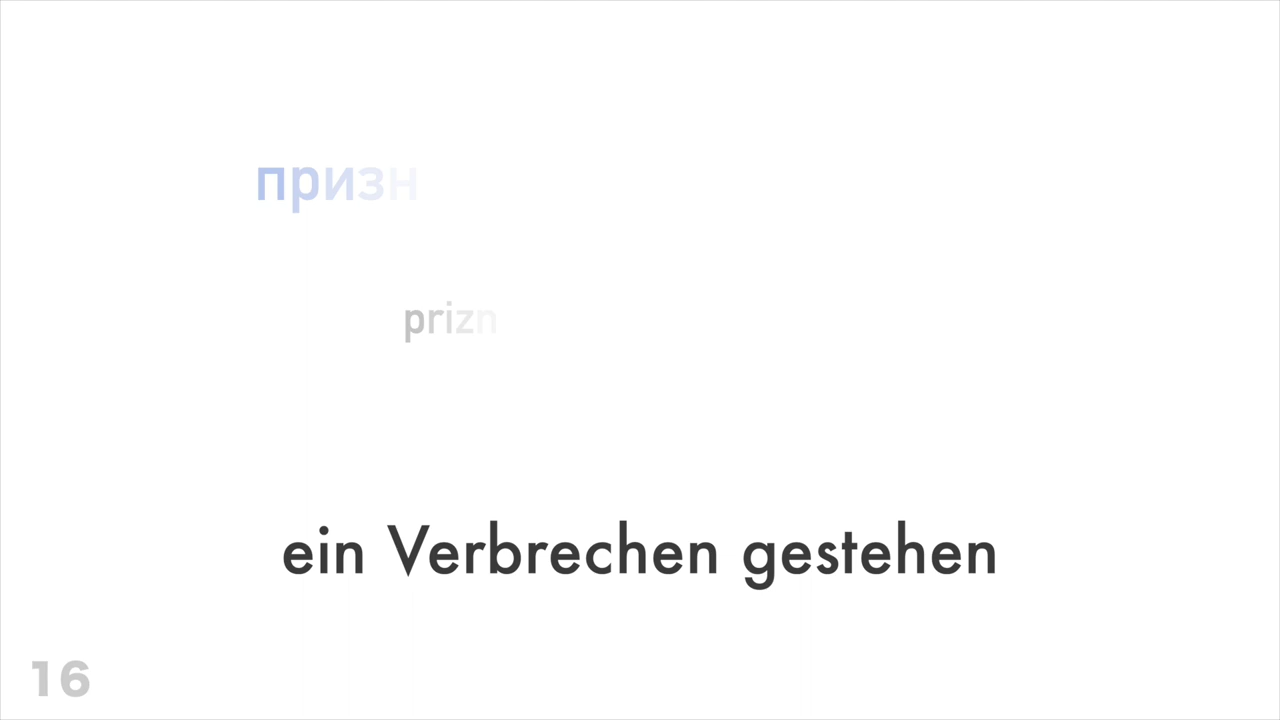 призн
prizn
ein Verbrechen gestehen
16